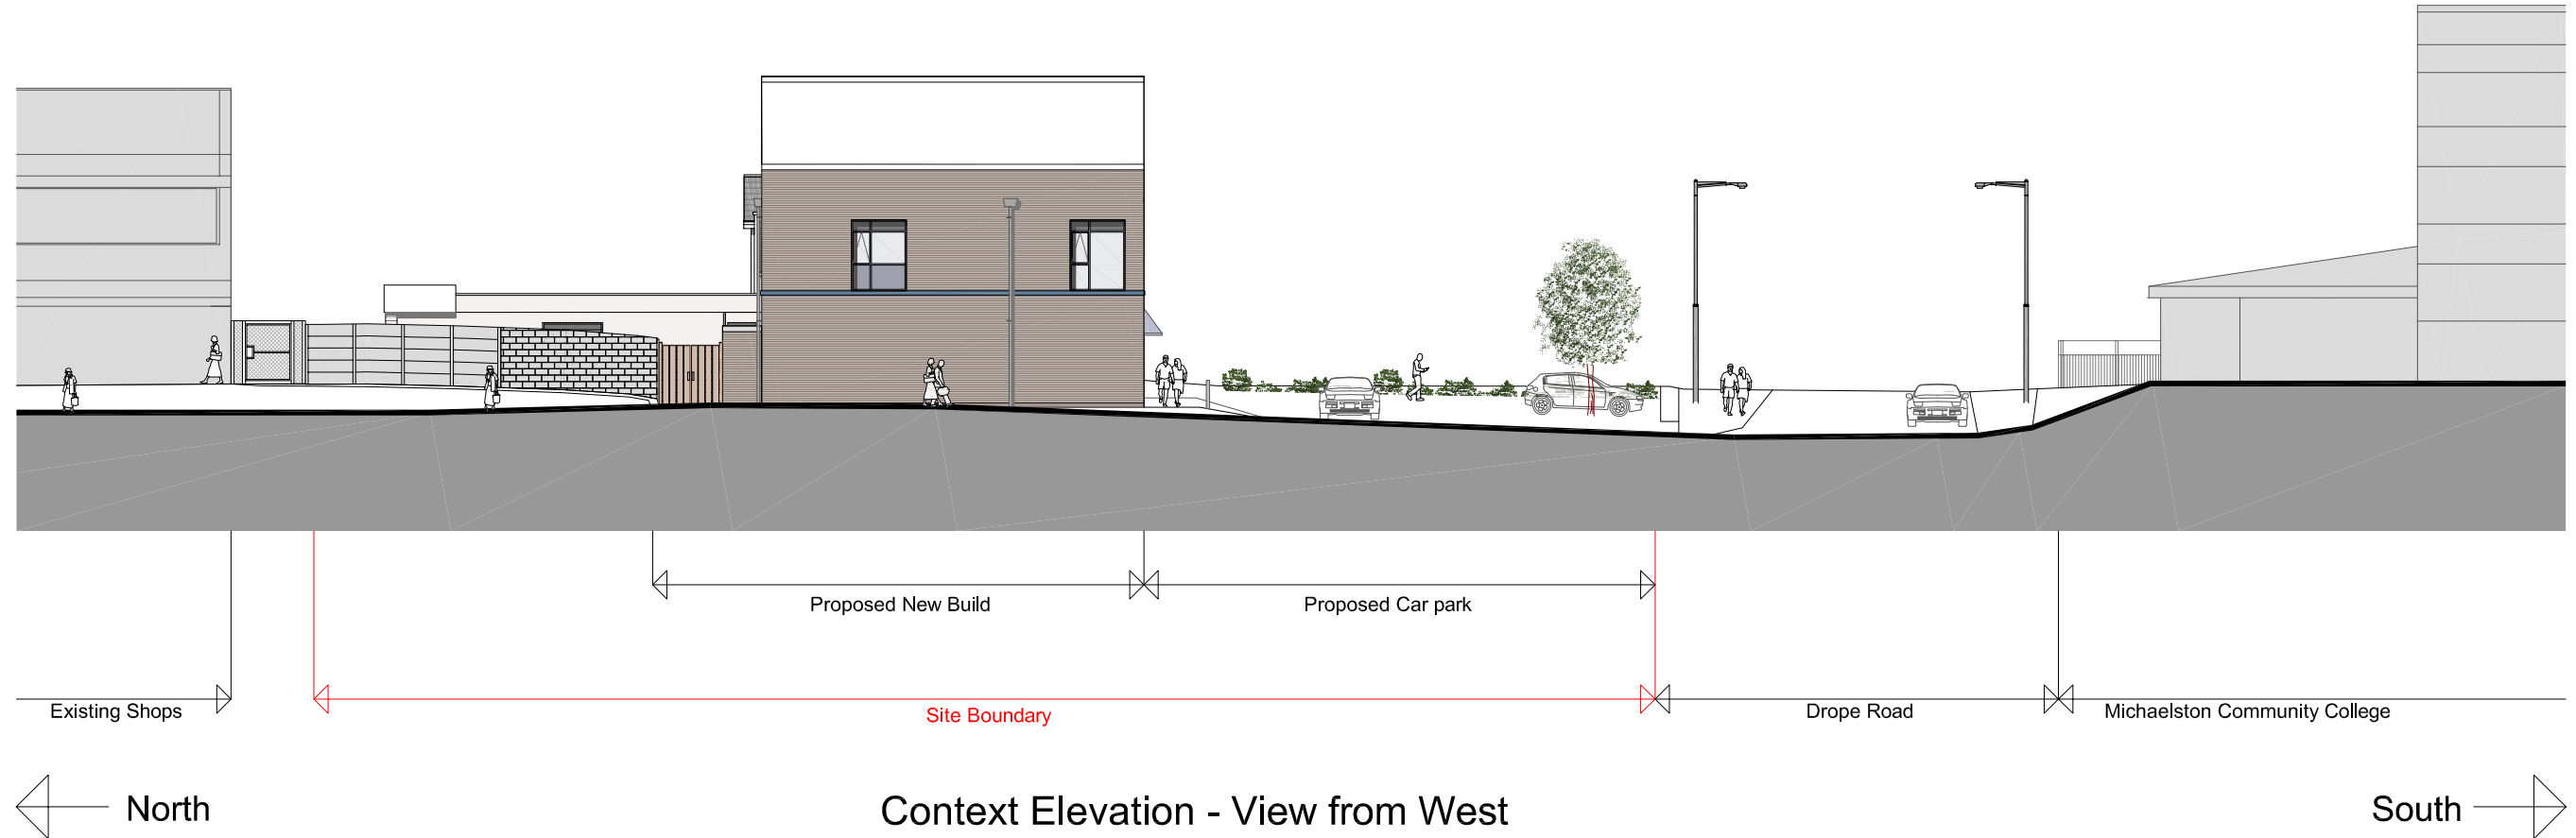 Proposed New Build
Proposed Car park
Existing Shops
Site Boundary
Drope Road
Michaelston Community College
North
Context Elevation - View from West
South